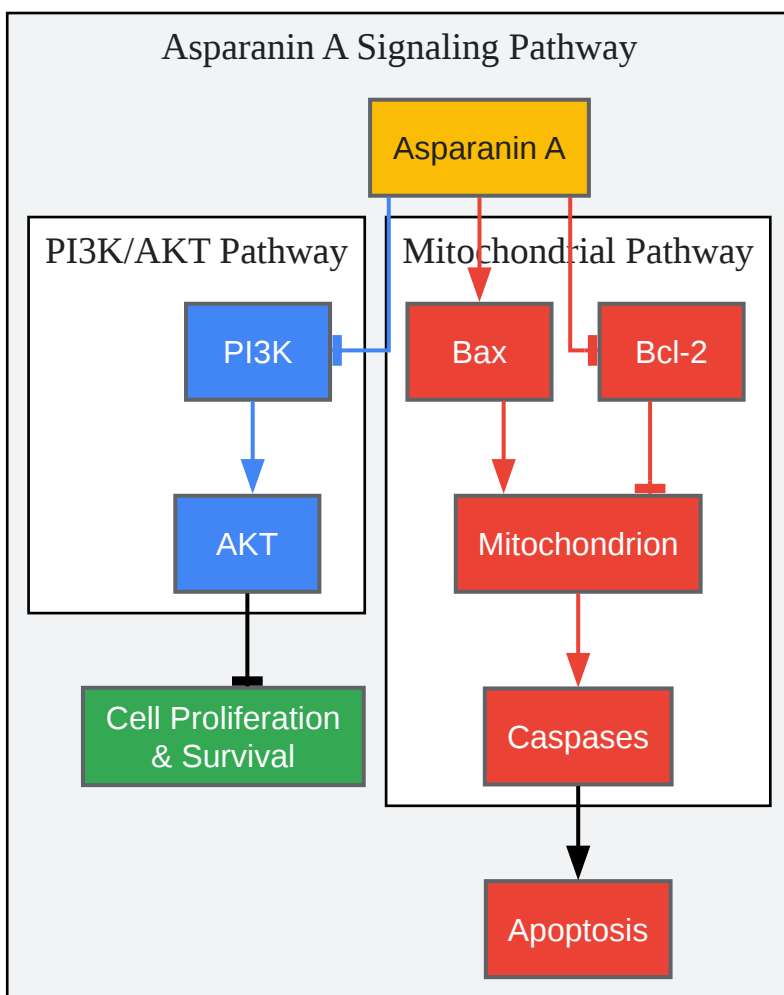 Asparanin A Signaling Pathway
Asparanin A
PI3K/AKT Pathway
Mitochondrial Pathway
PI3K
Bax
Bcl-2
AKT
Mitochondrion
Cell Proliferation
& Survival
Caspases
Apoptosis